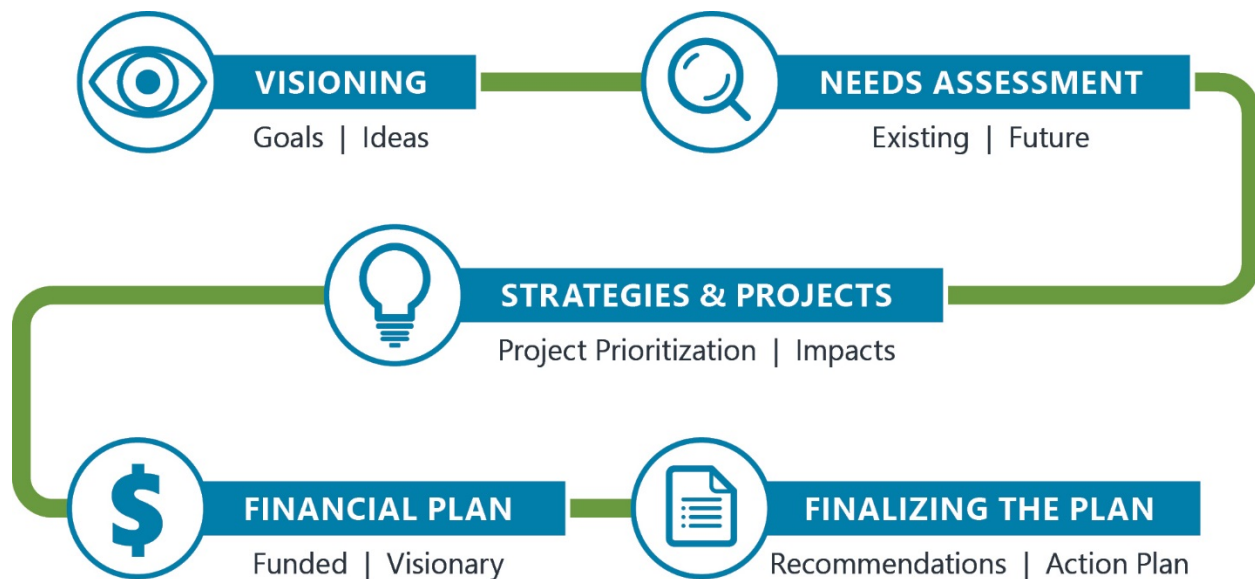 VISIONING
Goals | Ideas
NEEDS ASSESSMENT
Existing | Future
STRATEGIES & PROJECTS
Project Prioritization | Impacts
$
FINANCIAL PLAN
Funded | Visionary
FINALIZING THE PLAN
Recommendations | Action Plan